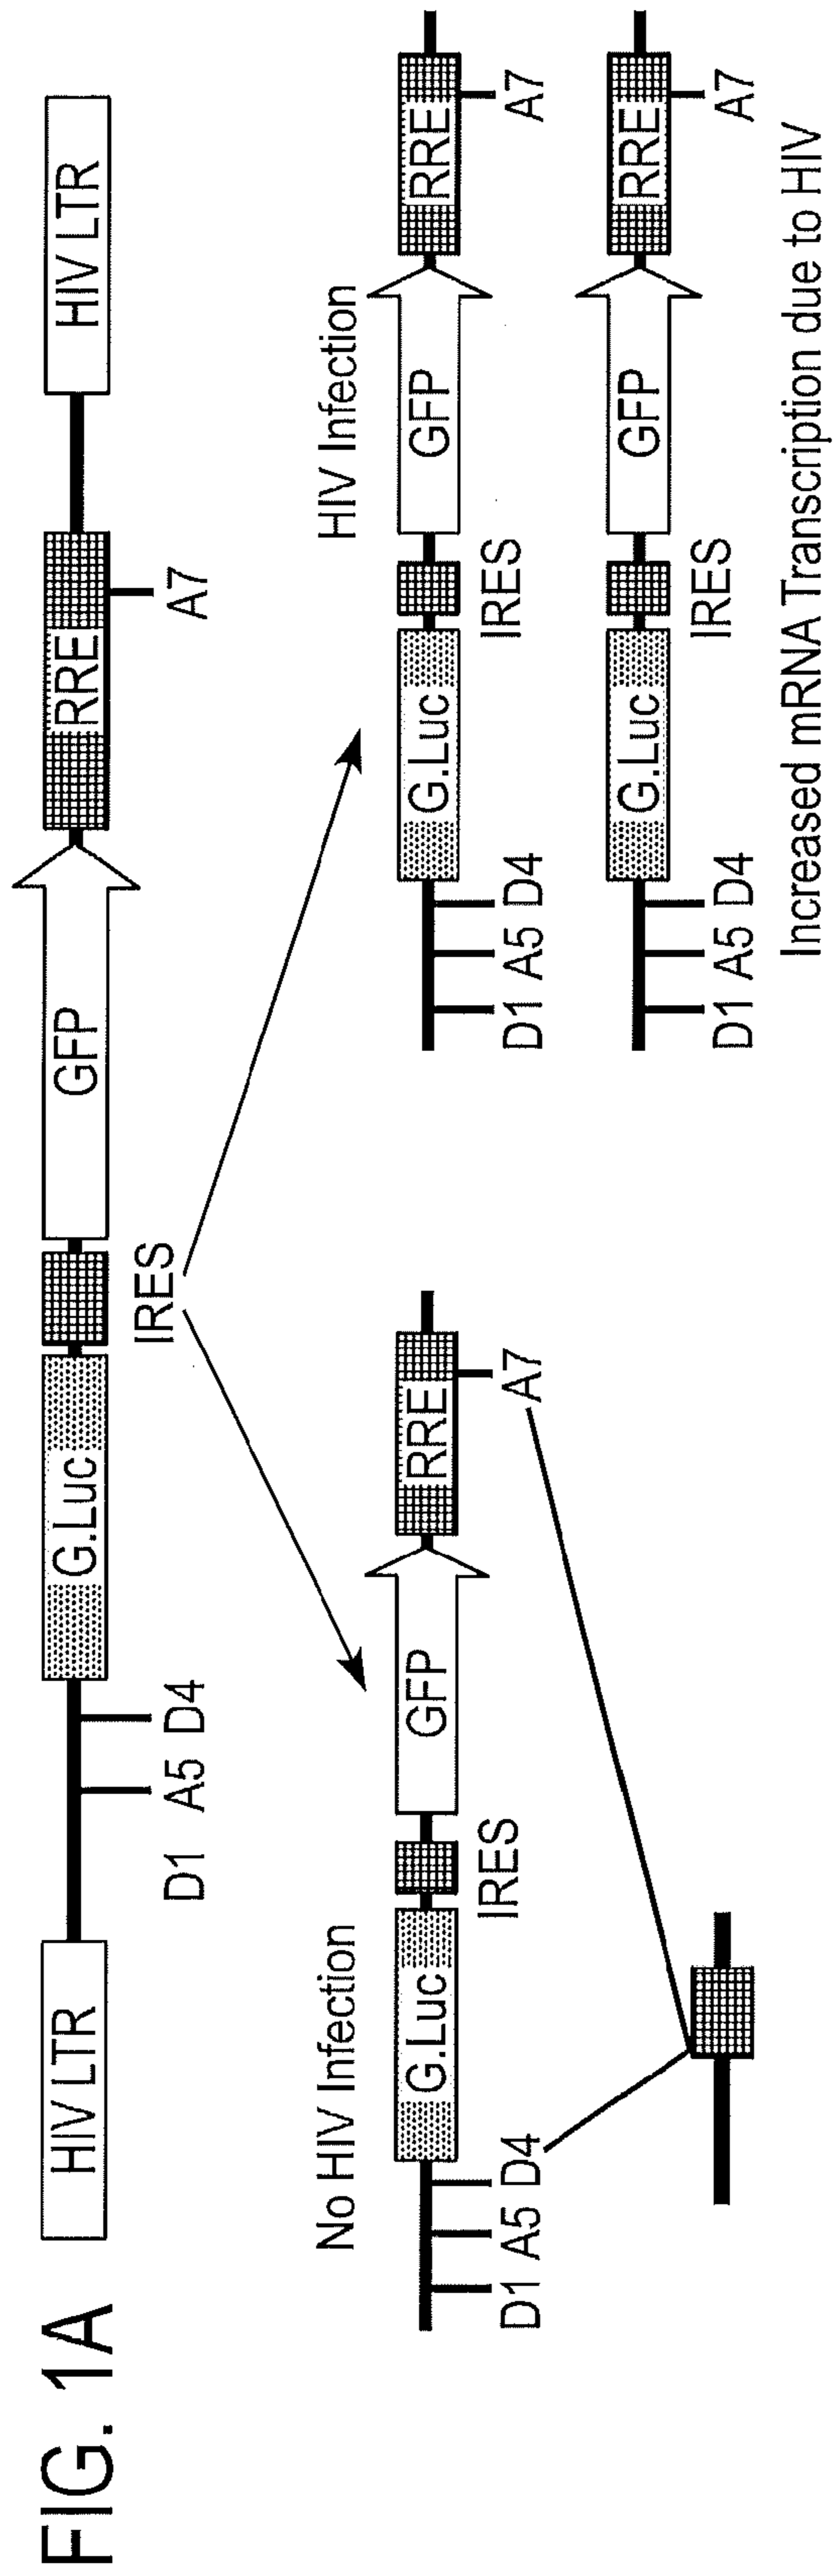 FIG. 1A
HIV LTR
G.Luc
GFP
RRE
HIV LTR
D1 A5 D4
IRES
A7
No HIV Infection
G.Luc
GFP
RRE
D1 A5 D4
IRES
A7
HIV Infection
G.Luc
GFP
RRE
D1 A5 D4
IRES
A7
G.Luc
GFP
RRE
D1 A5 D4
IRES
A7
Increased mRNA Transcription due to HIV